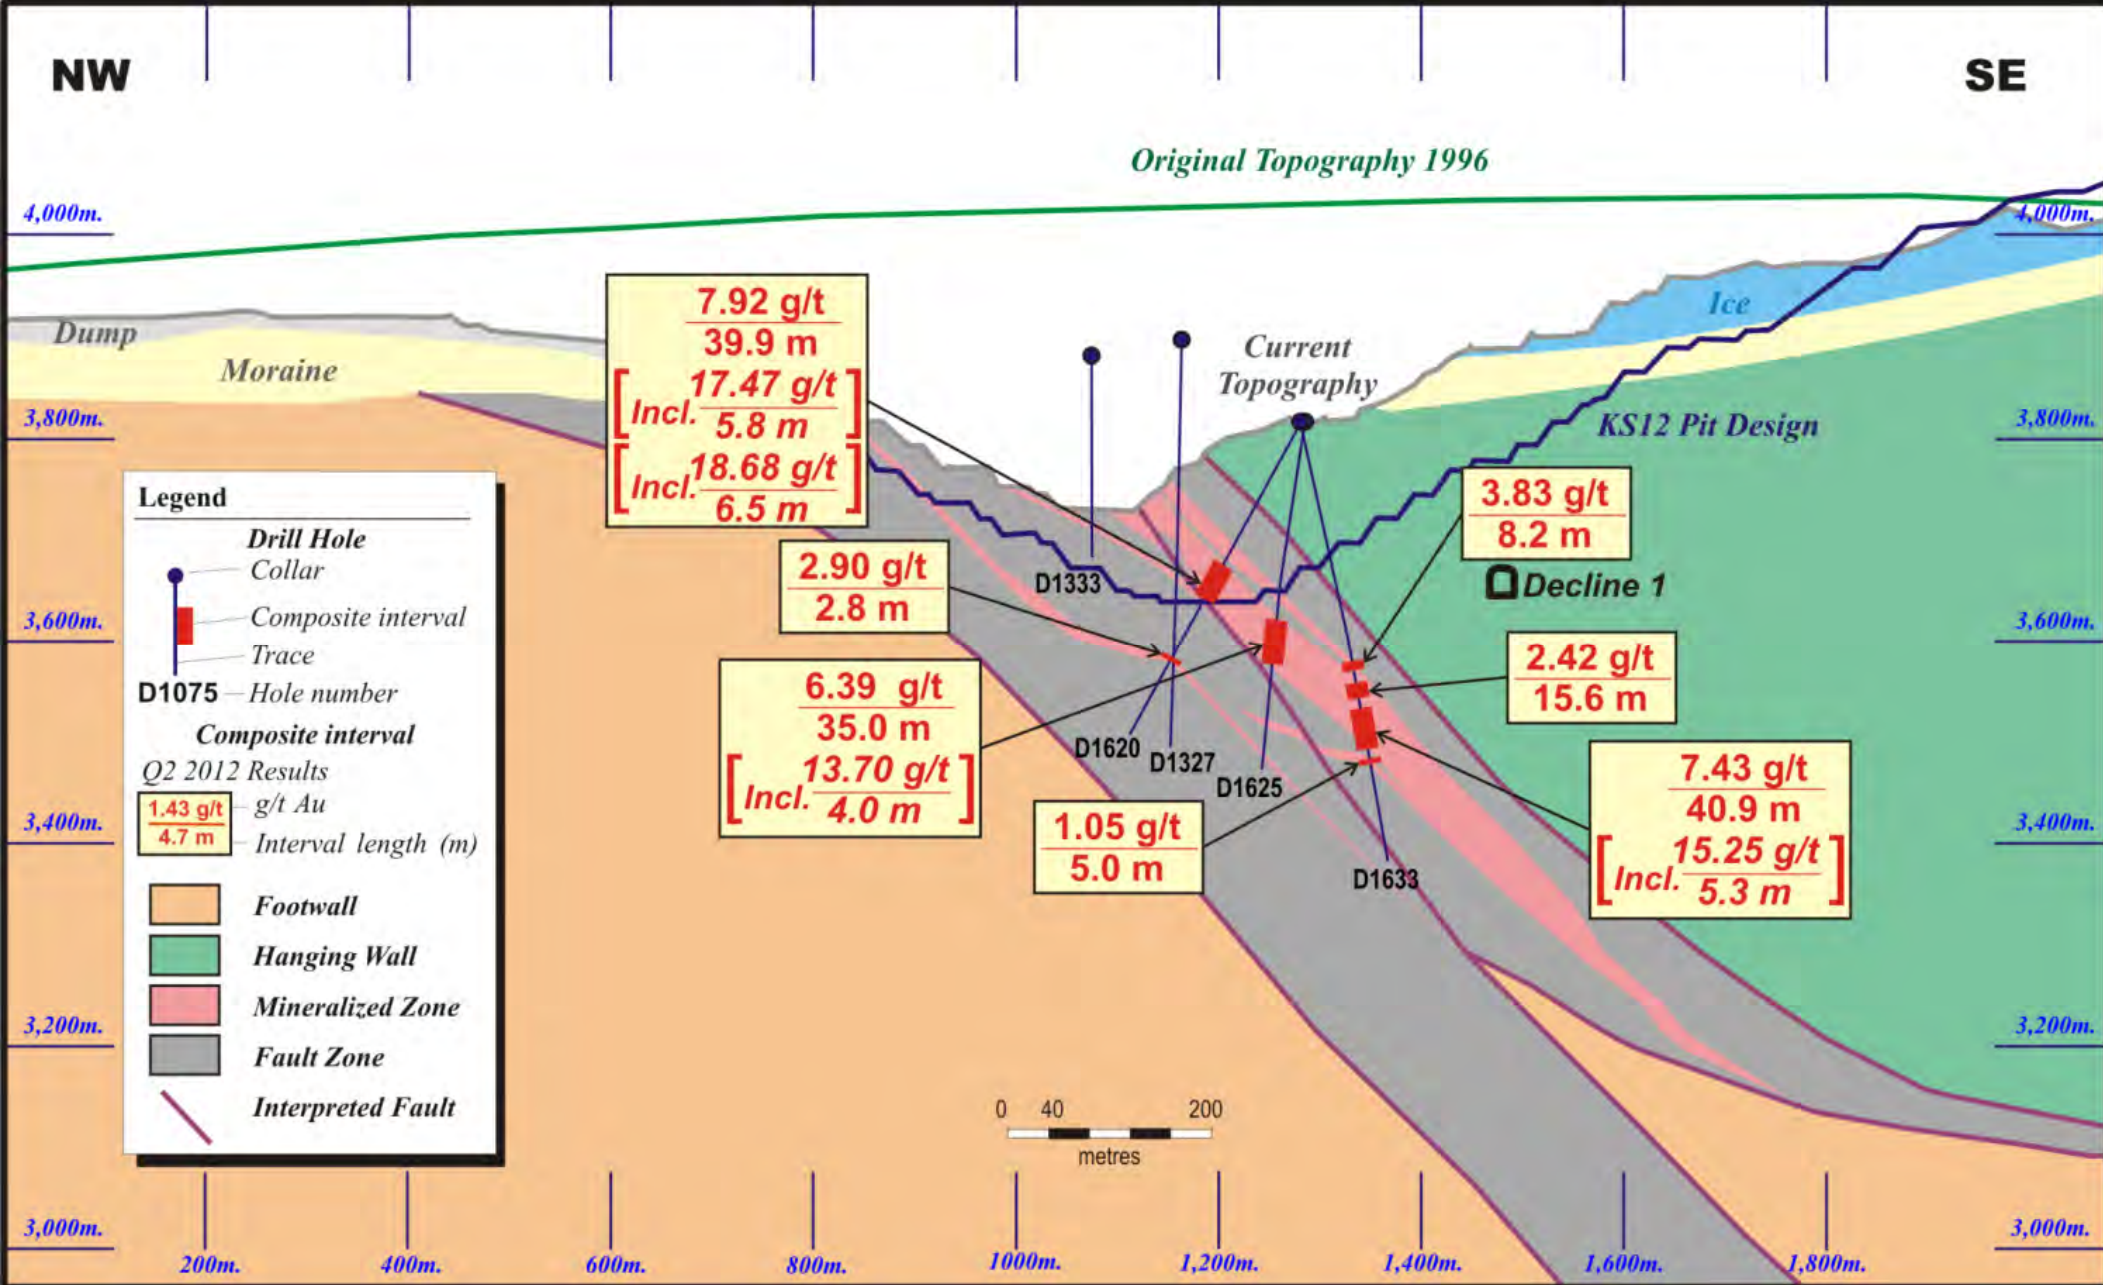 NW
SE
Original Topography 1996
4,000m.
4,000m.
Dump
Moraine
Ice
Current
Topography
7.92 g/t
39.9 m
[Incl. 17.47 g/t
5.8 m]
[Incl. 18.68 g/t
6.5 m]
3,800m.
3,800m.
KS12 Pit Design
3.83 g/t
8.2 m
Decline 1
D1333
2.90 g/t
2.8 m
3,600m.
3,600m.
2.42 g/t
15.6 m
6.39 g/t
35.0 m
[Incl. 13.70 g/t
4.0 m]
D1620
D1327
D1625
7.43 g/t
40.9 m
[Incl. 15.25 g/t
5.3 m]
1.05 g/t
5.0 m
D1633
3,400m.
3,400m.
Legend
Drill Hole
Collar
Composite interval
Trace
D1075 Hole number
Composite interval
Q2 2012 Results
1.43 g/t
4.7 m
g/t Au
Interval length (m)
Footwall
Hanging Wall
Mineralized Zone
Fault Zone
Interpreted Fault
3,200m.
3,200m.
0 40 200
metres
3,000m.
3,000m.
200m. 400m. 600m. 800m. 1000m. 1,200m. 1,400m. 1,600m. 1,800m.